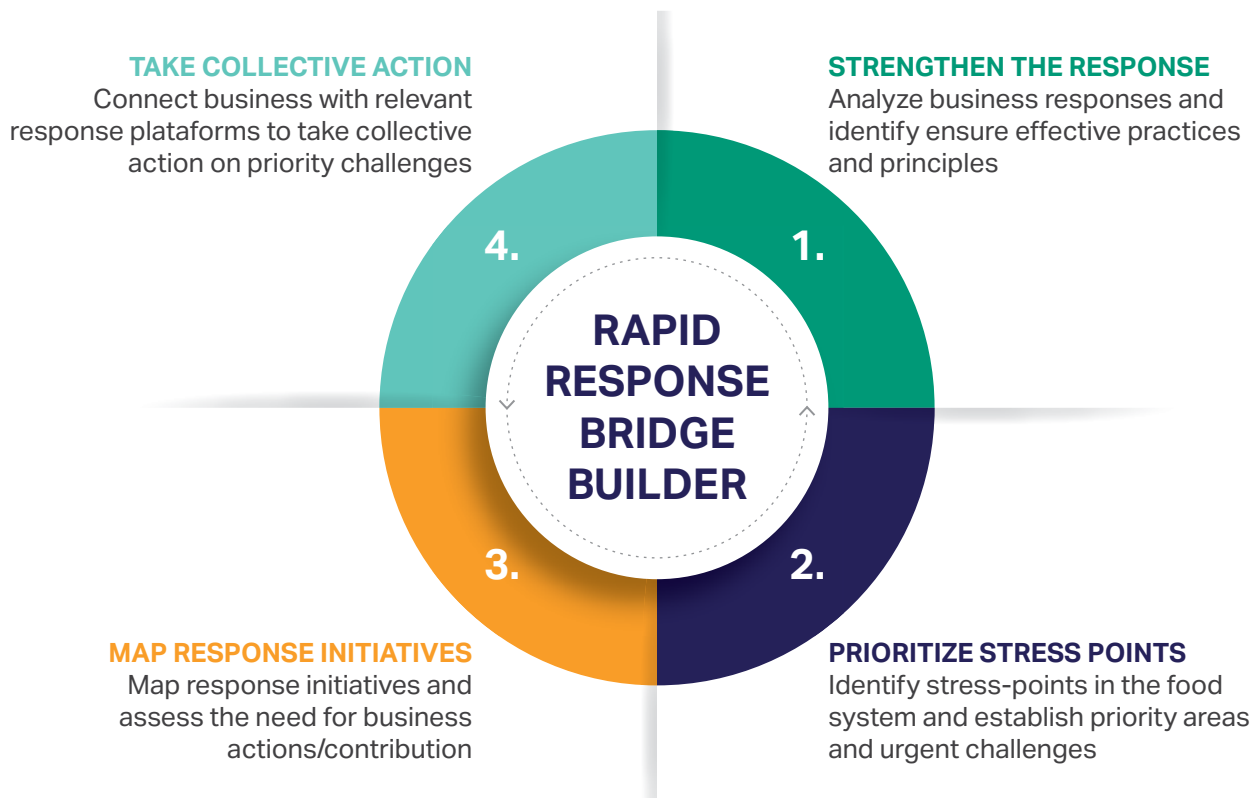 TAKE COLLECTIVE ACTION
Connect business with relevant
response plataforms to take collective
action on priority challenges
STRENGTHEN THE RESPONSE
Analyze business responses and
identify ensure effective practices
and principles
4.
1.
RAPID
RESPONSE
BRIDGE
BUILDER
3.
2.
MAP RESPONSE INITIATIVES
Map response initiatives and
assess the need for business
actions/contribution
PRIORITIZE STRESS POINTS
Identify stress-points in the food
system and establish priority areas
and urgent challenges